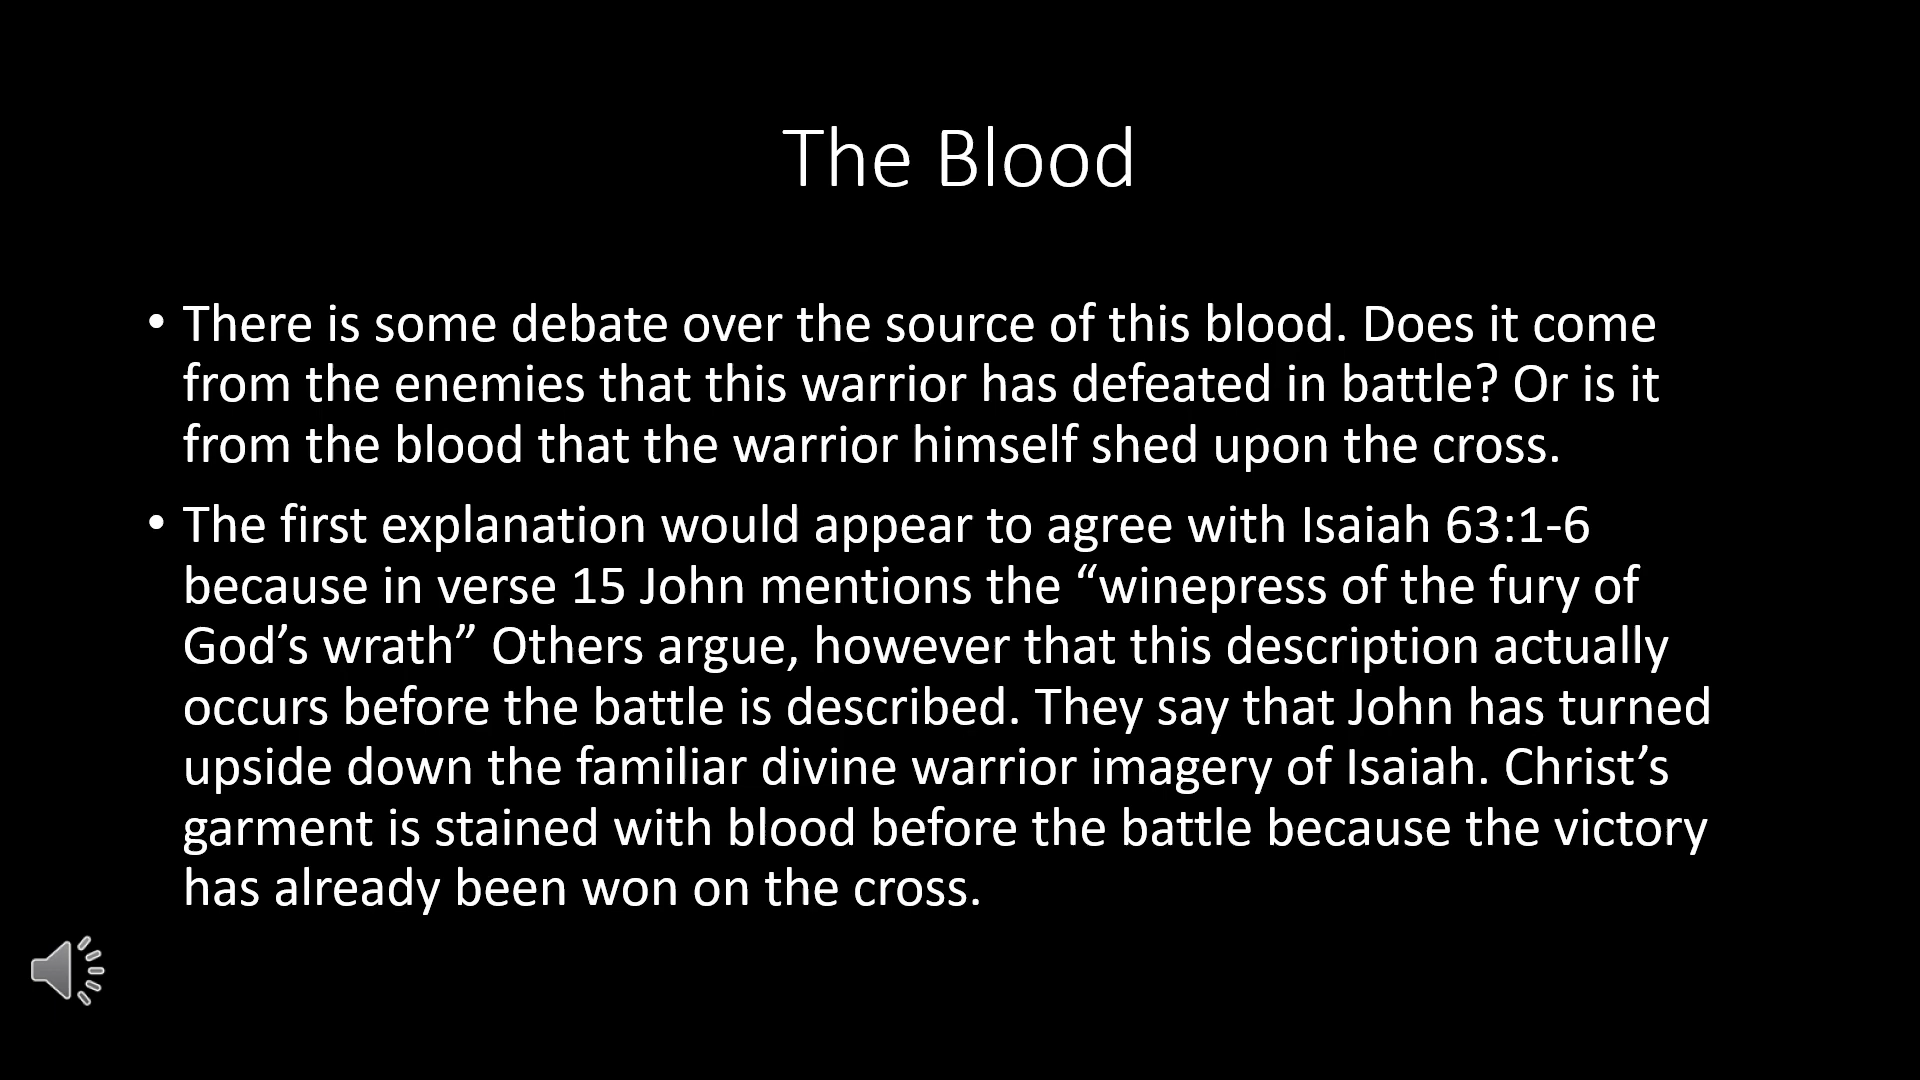 The Blood
• There is some debate over the source of this blood. Does it come
from the enemies that this warrior has defeated in battle? Or is it
from the blood that the warrior himself shed upon the cross.
• The first explanation would appear to agree with Isaiah 63:1-6
because in verse 15 John mentions the “winepress of the fury of
God’s wrath” Others argue, however that this description actually
occurs before the battle is described. They say that John has turned
upside down the familiar divine warrior imagery of Isaiah. Christ’s
garment is stained with blood before the battle because the victory
has already been won on the cross.